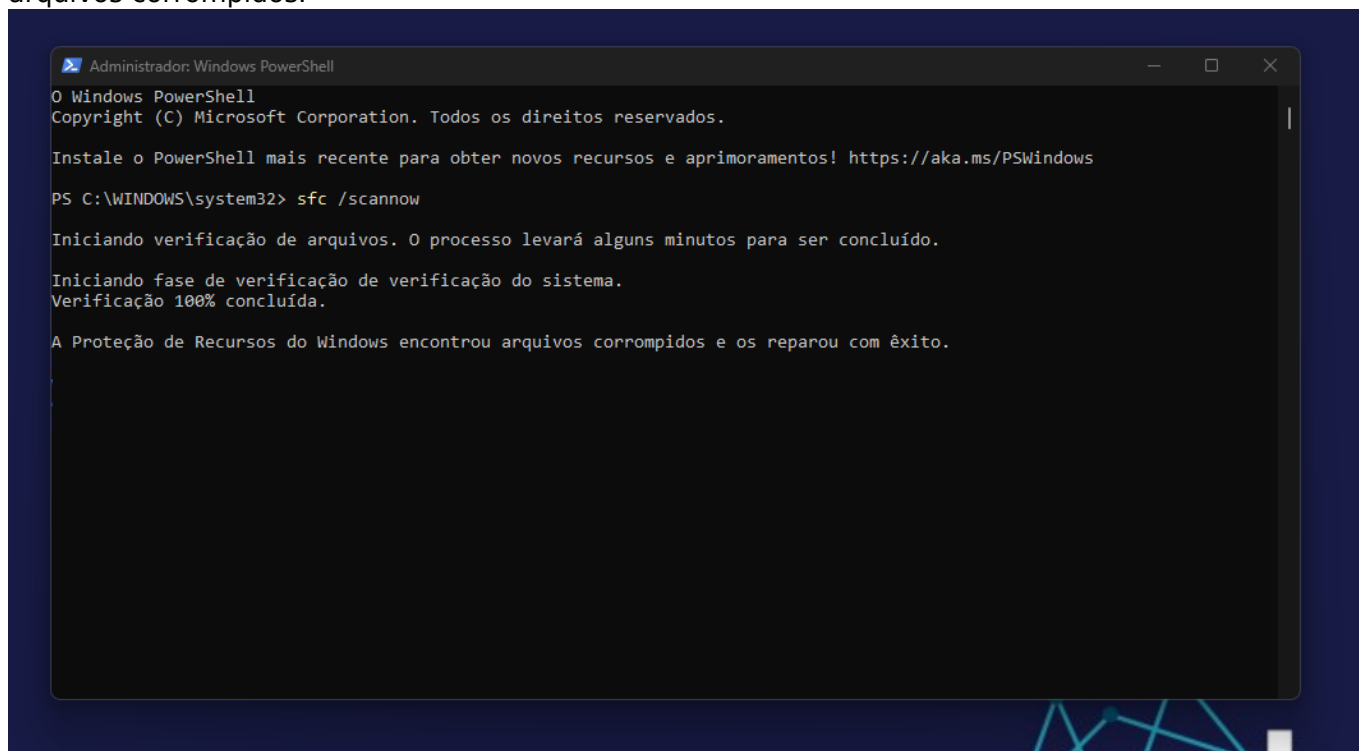 arquivos corrompidos.
Administrador: Windows PowerShell
O Windows PowerShell
Copyright (C) Microsoft Corporation. Todos os direitos reservados.
Instale o PowerShell mais recente para obter novos recursos e aprimoramentos! https://aka.ms/PSWindows
PS C:\WINDOWS\system32> sfc /scannow
Iniciando verificação de arquivos. O processo levará alguns minutos para ser concluído.
Iniciando fase de verificação de verificação do sistema.
Verificação 100% concluída.
A Proteção de Recursos do Windows encontrou arquivos corrompidos e os reparou com êxito.